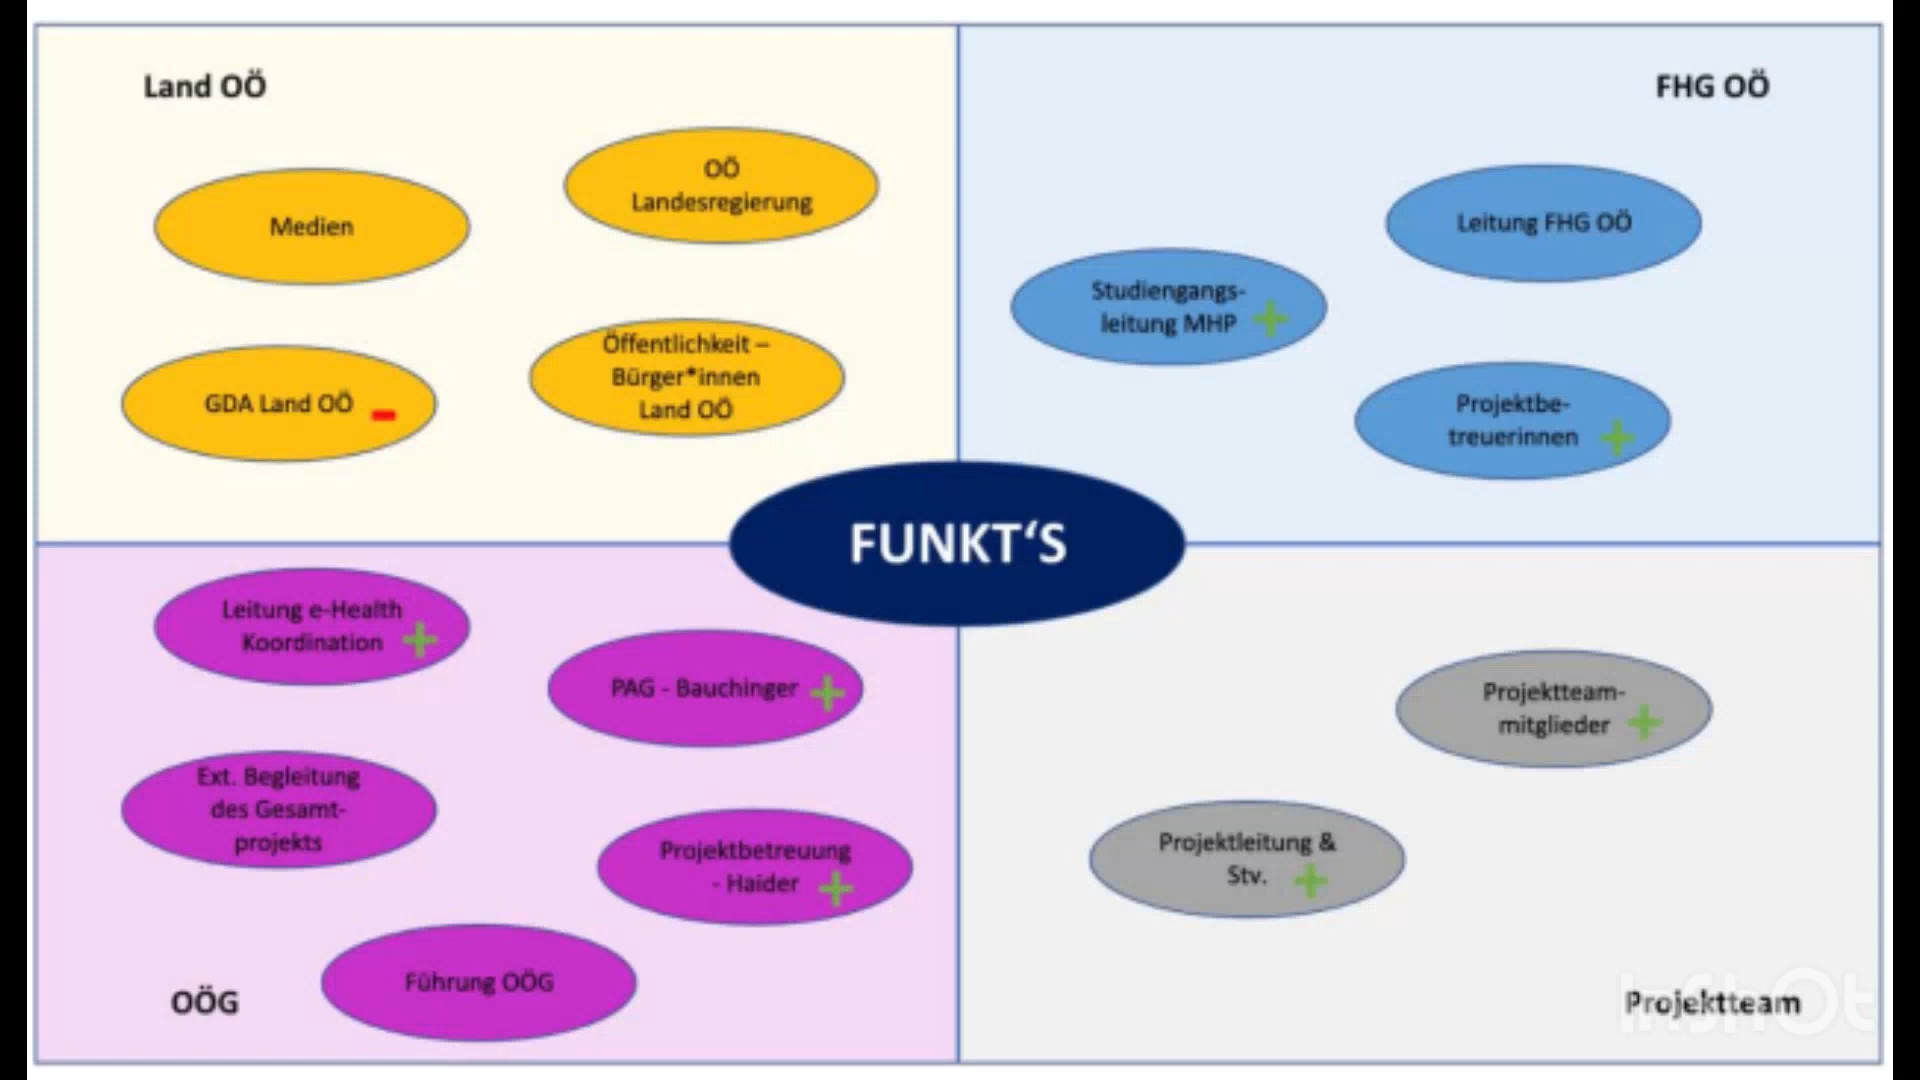 Land OÖ
Medien
OÖ
Landesregierung
GDA Land OÖ -
Öffentlichkeit –
Bürger*innen
Land OÖ
FHG OÖ
Leitung FHG OÖ
Studiengangs-
leitung MHP +
Projektbe-
treuerinnen +
FUNKT‘S
Leitung e-Health
Koordination +
PAG - Bauchinger +
Ext. Begleitung
des Gesamt-
projekts
Projektbetreuung
- Haider +
Führung OÖG
OÖG
Projektteam-
mitglieder +
Projektleitung &
Stv. +
Projektteam
InShOt